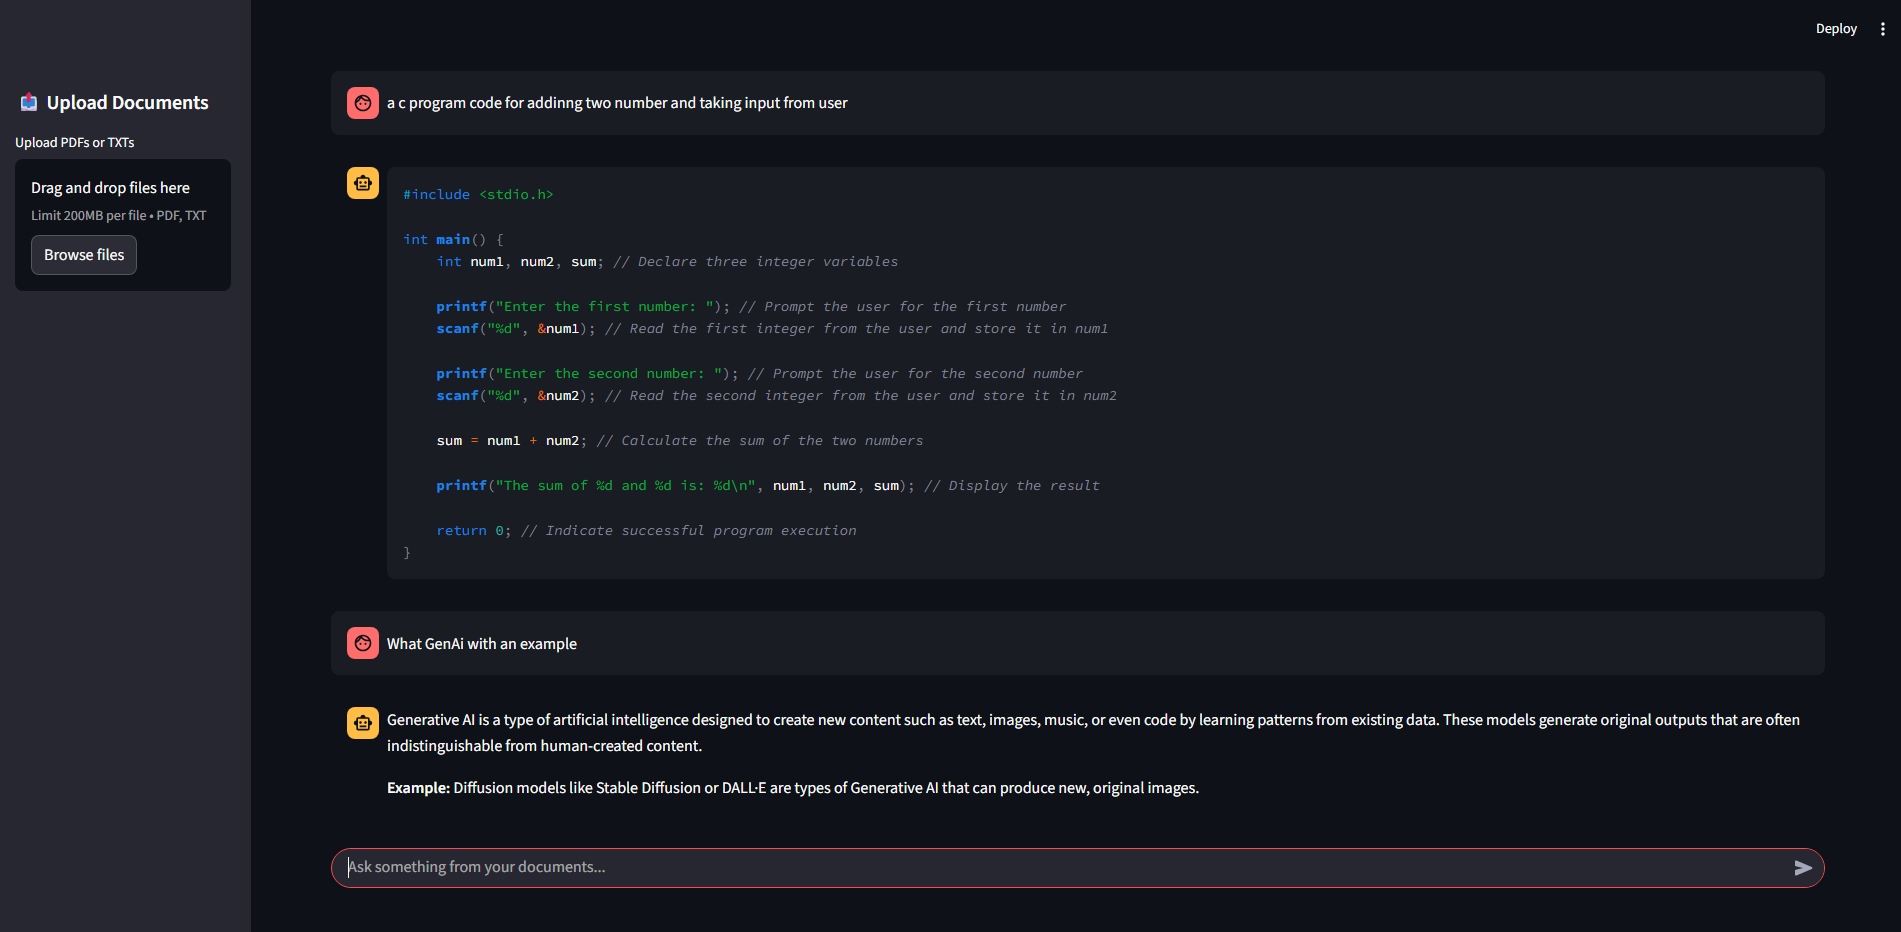 Deploy
Upload Documents
Upload PDFs or TXTs
Drag and drop files here
Limit 200MB per file • PDF, TXT
Browse files
a c program code for addinng two number and taking input from user
#include <stdio.h>
int main() {
    int num1, num2, sum; // Declare three integer variables
    printf("Enter the first number: "); // Prompt the user for the first number
    scanf("%d", &num1); // Read the first integer from the user and store it in num1
    printf("Enter the second number: "); // Prompt the user for the second number
    scanf("%d", &num2); // Read the second integer from the user and store it in num2
    sum = num1 + num2; // Calculate the sum of the two numbers
    printf("The sum of %d and %d is: %d\n", num1, num2, sum); // Display the result
    return 0; // Indicate successful program execution
}
What GenAi with an example
Generative AI is a type of artificial intelligence designed to create new content such as text, images, music, or even code by learning patterns from existing data. These models generate original outputs that are often
indistinguishable from human-created content.
Example: Diffusion models like Stable Diffusion or DALL·E are types of Generative AI that can produce new, original images.
Ask something from your documents...